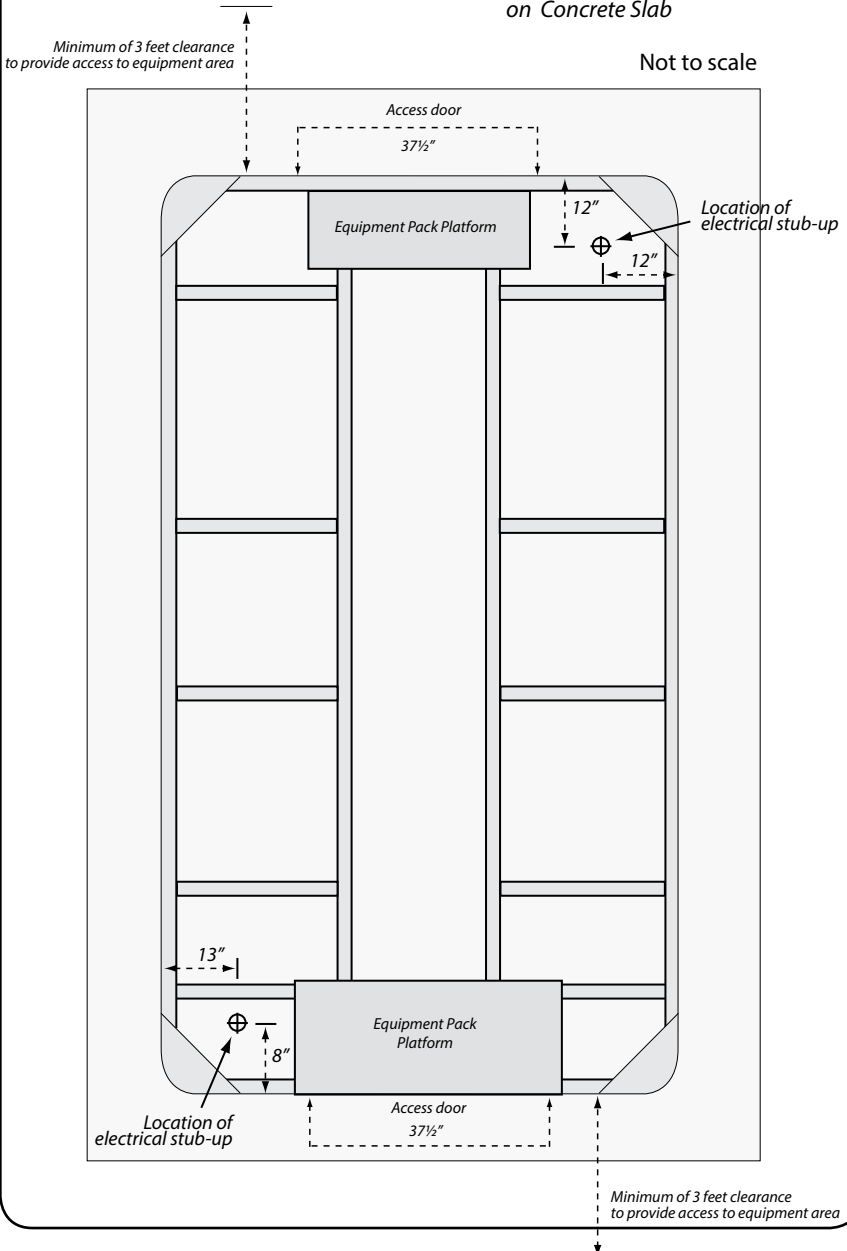 on Concrete Slab
Minimum of 3 feet clearance
to provide access to equipment area
Not to scale
Access door
37½”
Equipment Pack Platform
12”
Location of
electrical stub-up
12”
13”
Equipment Pack
Platform
8”
Location of
electrical stub-up
Access door
37½”
Minimum of 3 feet clearance
to provide access to equipment area